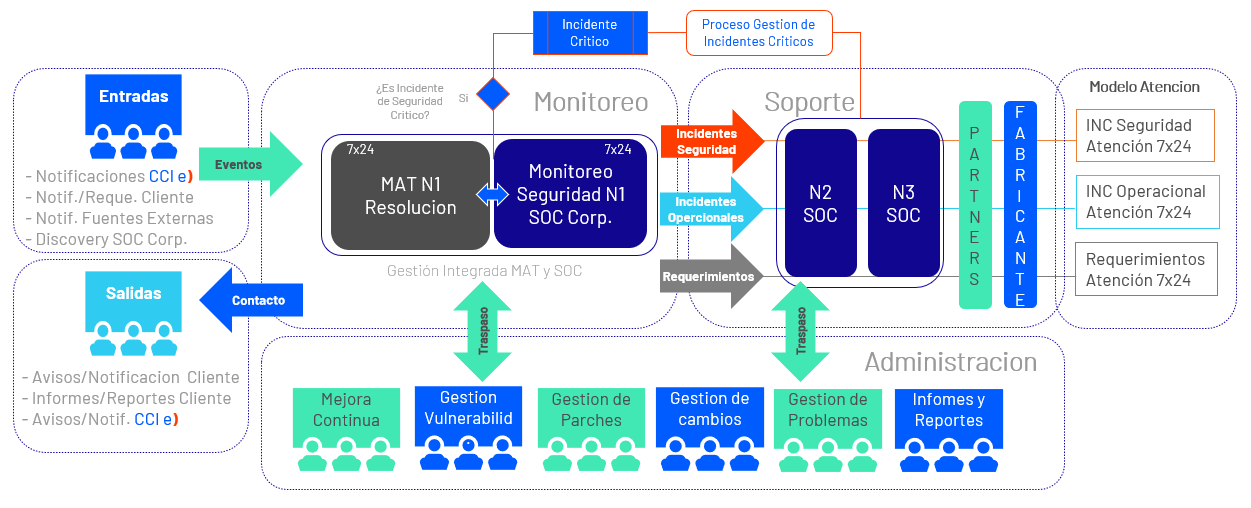 Incidente
Critico
Proceso Gestion de
Incidentes Criticos
Entradas
- Notificaciones CCI e)
- Notif./Reque. Cliente
- Notif. Fuentes Externas
- Discovery SOC Corp.
Eventos
Salidas
- Avisos/Notificacion Cliente
- Informes/Reportes Cliente
- Avisos/Notif. CCI e)
Contacto
¿Es Incidente
de Seguridad
Critico?
Si
Monitoreo
7x24
MAT N1
Resolucion
7x24
Monitoreo
Seguridad N1
SOC Corp.
Gestión Integrada MAT y SOC
Incidentes
Seguridad
Incidentes
Opercionales
Requerimientos
Soporte
N2
SOC
N3
SOC
PARTNERS
FABRICANTE
Modelo Atencion
INC Seguridad
Atención 7x24
INC Operacional
Atención 7x24
Requerimientos
Atención 7x24
Traspaso
Traspaso
Administracion
Mejora
Continua
Gestion
Vulnerabilid
Gestion de
Parches
Gestion de
cambios
Gestion de
Problemas
Infomes y
Reportes